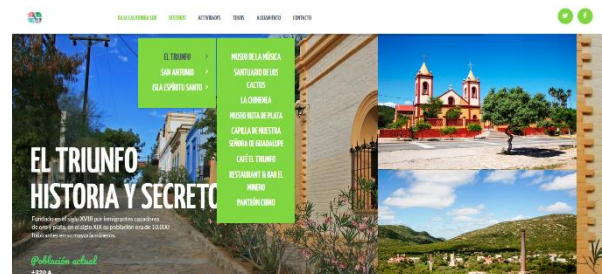 BAJA CALIFORNIA SUR DESTINOS ACTIVIDADES TOURS ALOJAMIENTO CONTACTO
EL TRIUNFO >
SAN ANTONIO >
ISLA ESPÍRITU SANTO >
MUSEO DE LA MÚSICA
SANTUARIO DE LOS
CACTUS
LA CHIMENEA
MUSEO RUTA DE PLATA
CAPILLA DE NUESTRA
SEÑORA DE GUADALUPE
CAFÉ EL TRIUNFO
RESTAURANT & BAR EL
MINERO
PANTEÓN CHINO
EL TRIUNFO
HISTORIA Y SECRETO
Fundado en el siglo XVIII por inmigrantes cazadores
de oro y plata, en el siglo XIX su población era de 10,000
habitantes en su mayoría mineros.
Población actual